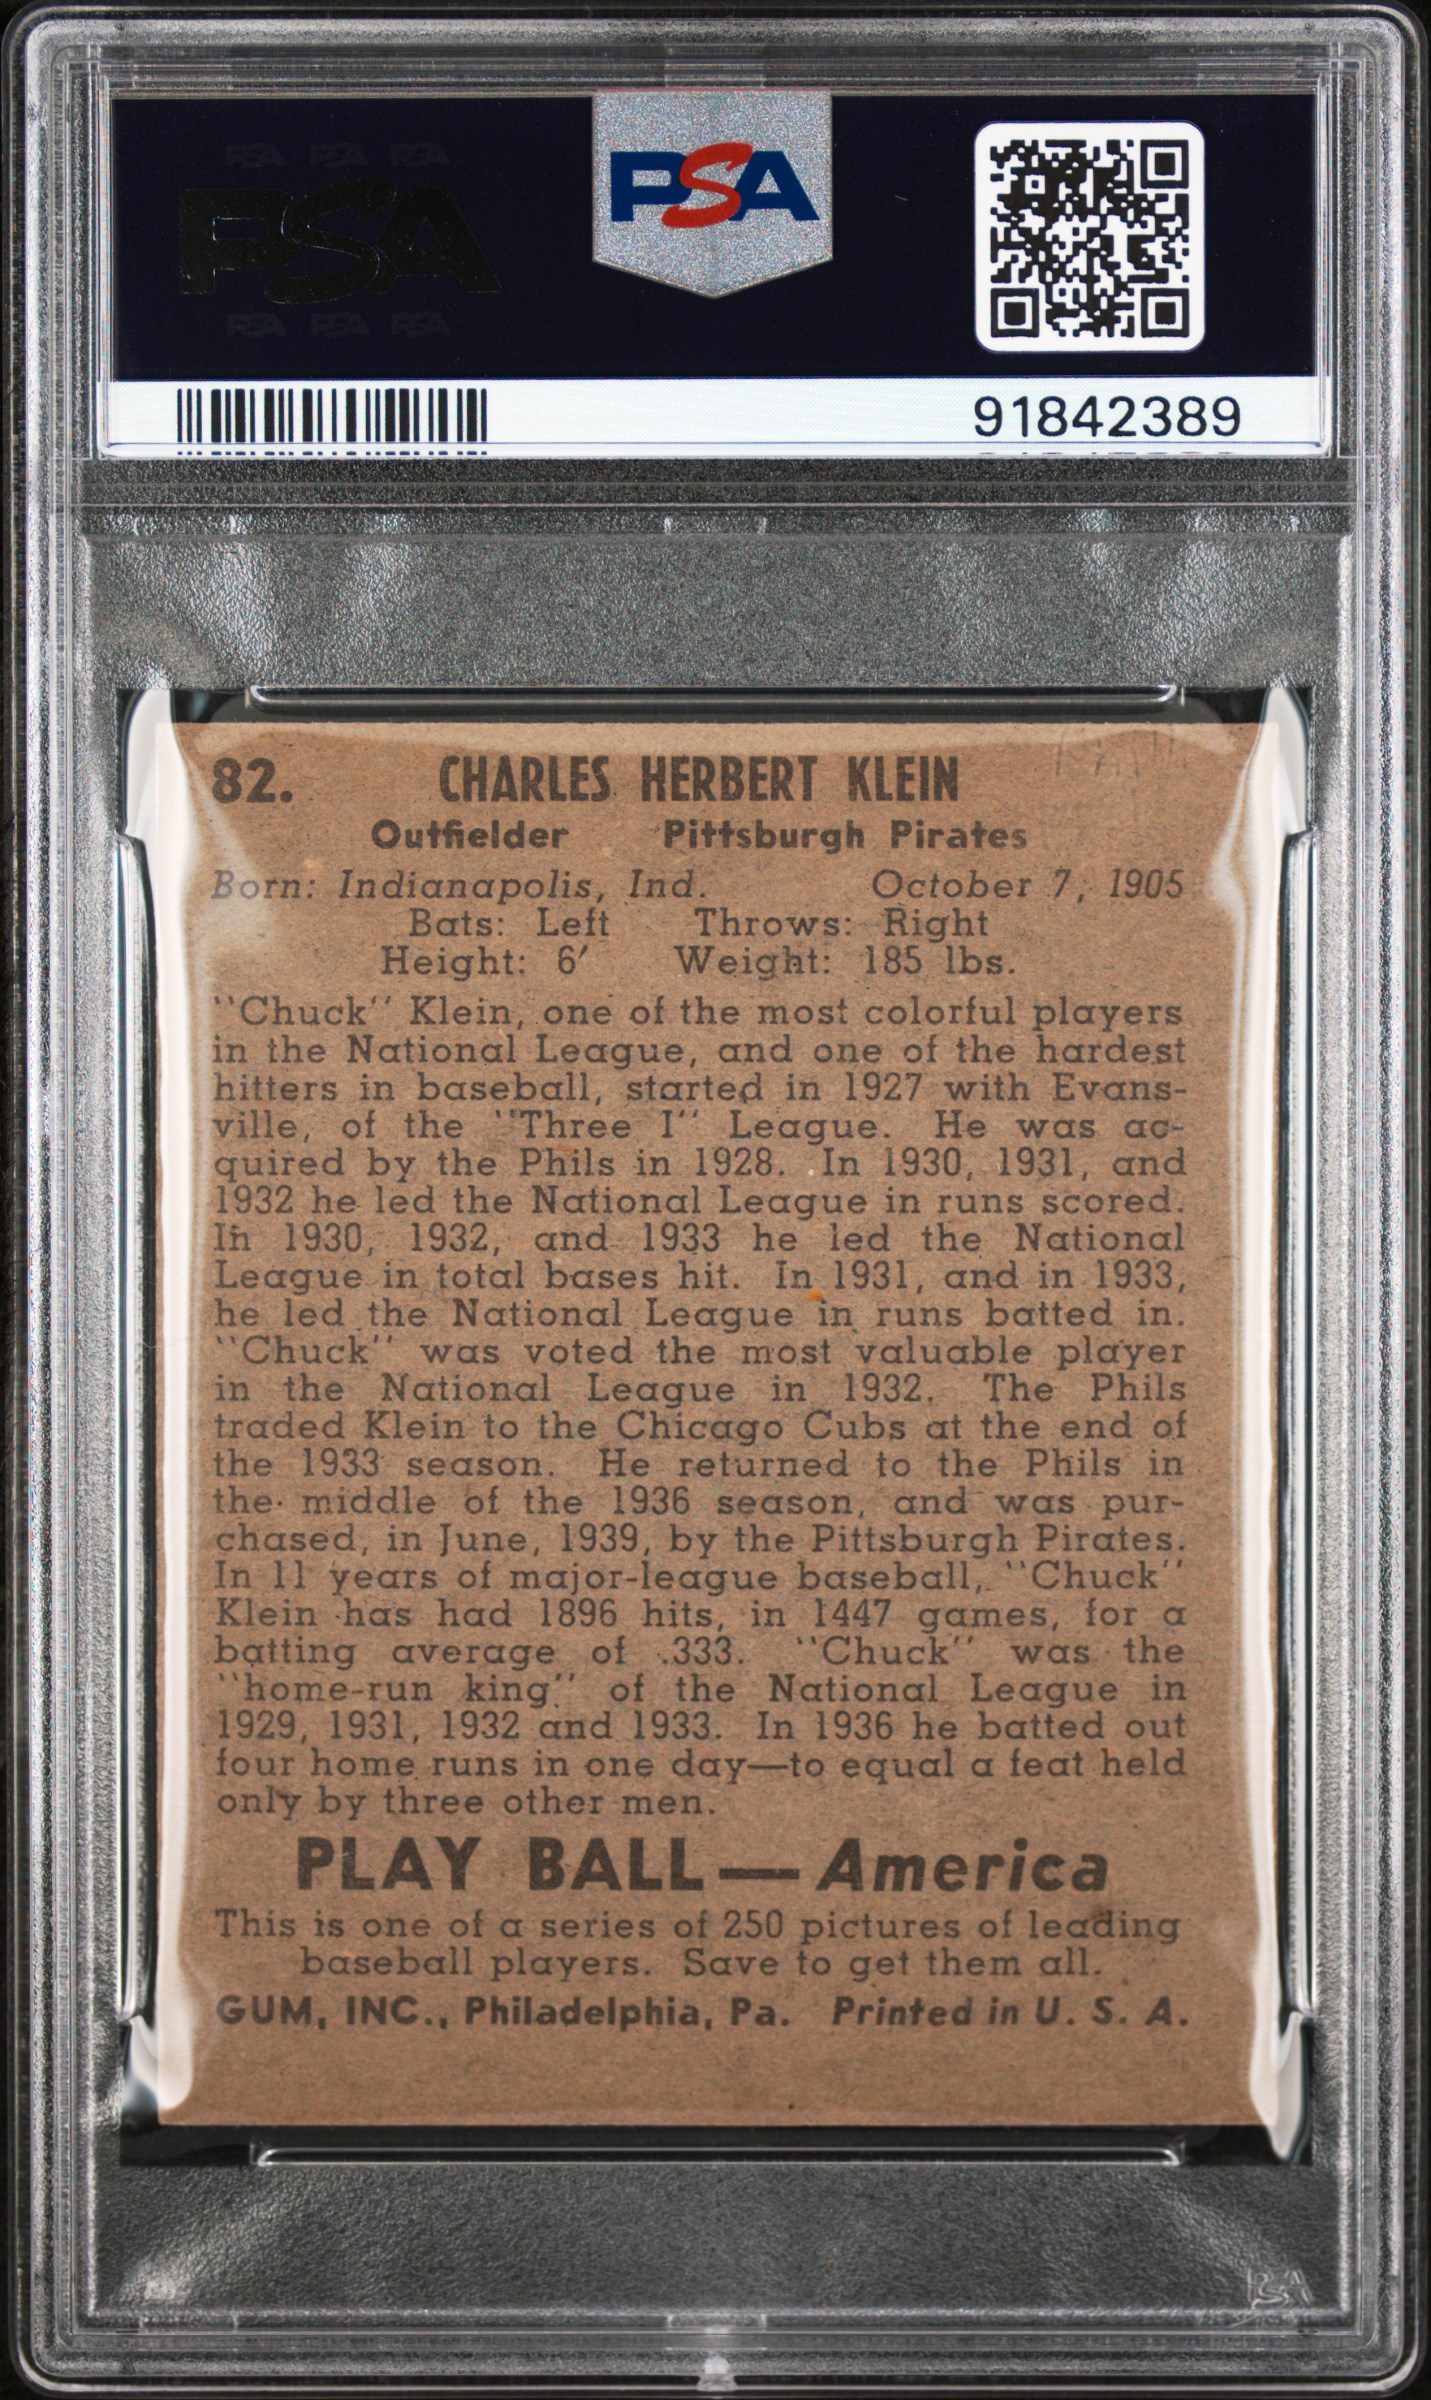 PSA PSA PSA
PSA
PSA PSA PSA
PSA
91842389
82. CHARLES HERBERT KLEIN
Outfielder Pittsburgh Pirates
Born: Indianapolis, Ind. October 7, 1905
Bats: Left Throws: Right
Height: 6′ Weight: 185 lbs.
"Chuck" Klein, one of the most colorful players
in the National League, and one of the hardest
hitters in baseball, started in 1927 with Evans-
ville, of the "Three I" League. He was ac-
quired by the Phils in 1928. In 1930, 1931, and
1932 he led the National League in runs scored.
In 1930, 1932, and 1933 he led the National
League in total bases hit. In 1931, and in 1933,
he led the National League in runs batted in.
"Chuck" was voted the most valuable player
in the National League in 1932. The Phils
traded Klein to the Chicago Cubs at the end of
the 1933 season. He returned to the Phils in
the middle of the 1936 season, and was pur-
chased, in June, 1939, by the Pittsburgh Pirates.
In 11 years of major-league baseball, "Chuck"
Klein has had 1896 hits, in 1447 games, for a
batting average of .333. "Chuck" was the
"home-run king" of the National League in
1929, 1931, 1932 and 1933. In 1936 he batted out
four home runs in one day—to equal a feat held
only by three other men.
PLAY BALL—America
This is one of a series of 250 pictures of leading
baseball players. Save to get them all.
GUM, INC., Philadelphia, Pa. Printed in U. S. A.
PSA